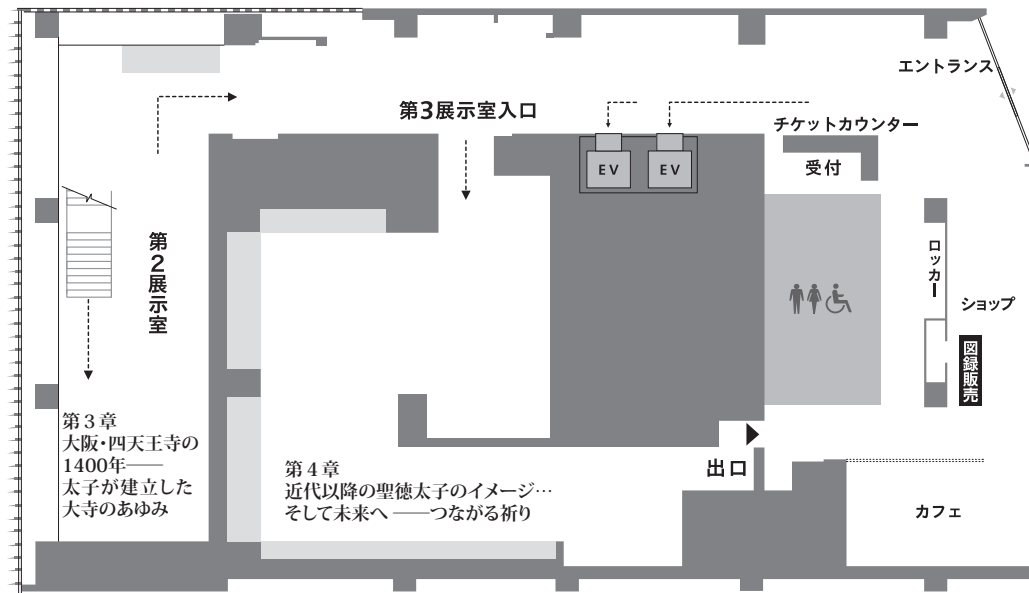 エントランス
第3展示室入口
チケットカウンター
受付
EV
EV
第2展示室
ロッカー
ショップ
図録販売
第3章
大阪・四天王寺の
1400年――
太子が建立した
大寺のあゆみ
第4章
近代以降の聖徳太子のイメージ…
そして未来へ ――つながる祈り
出口
カフェ